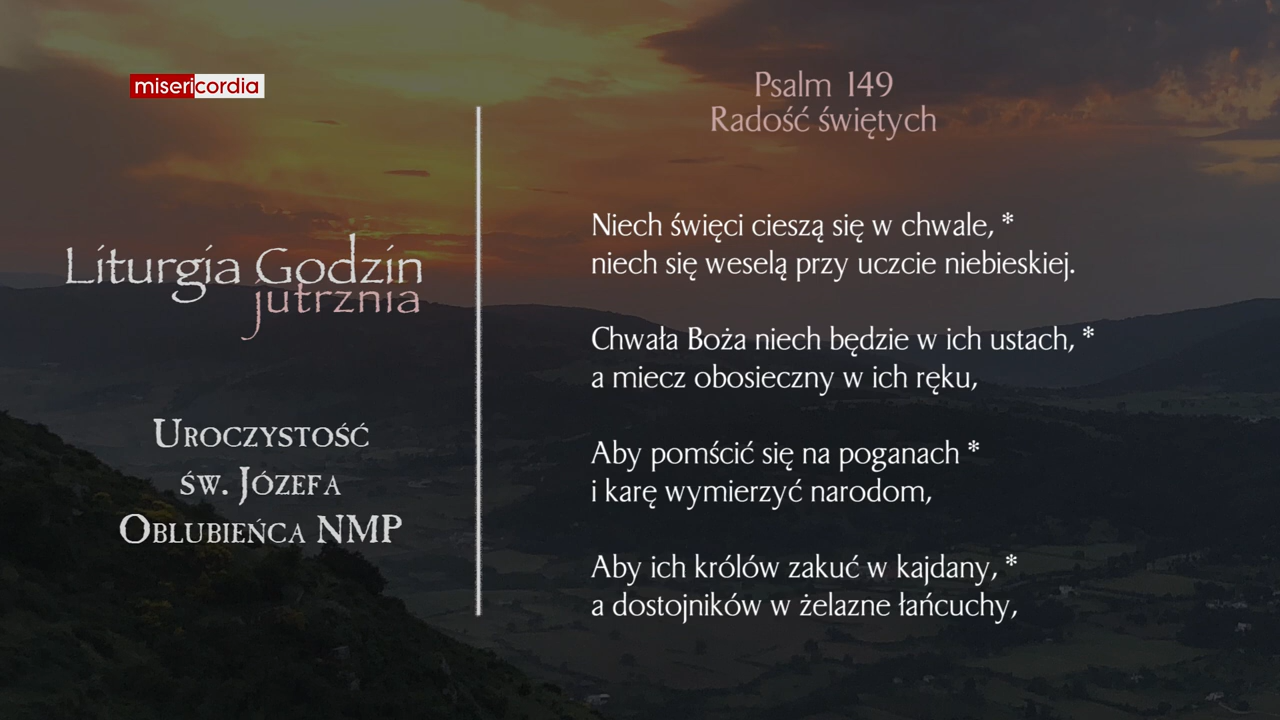 misericordia
Liturgia Godzin
jutrznia
Uroczystość
św. Józefa
Oblubieńca NMP
Psalm 149
Radość świętych
Niech święci cieszą się w chwale, *
niech się weselą przy uczcie niebieskiej.
Chwała Boża niech będzie w ich ustach, *
a miecz obosieczny w ich ręku,
Aby pomścić się na poganach *
i karę wymierzyć narodom,
Aby ich królów zakuć w kajdany, *
a dostojników w żelazne łańcuchy,